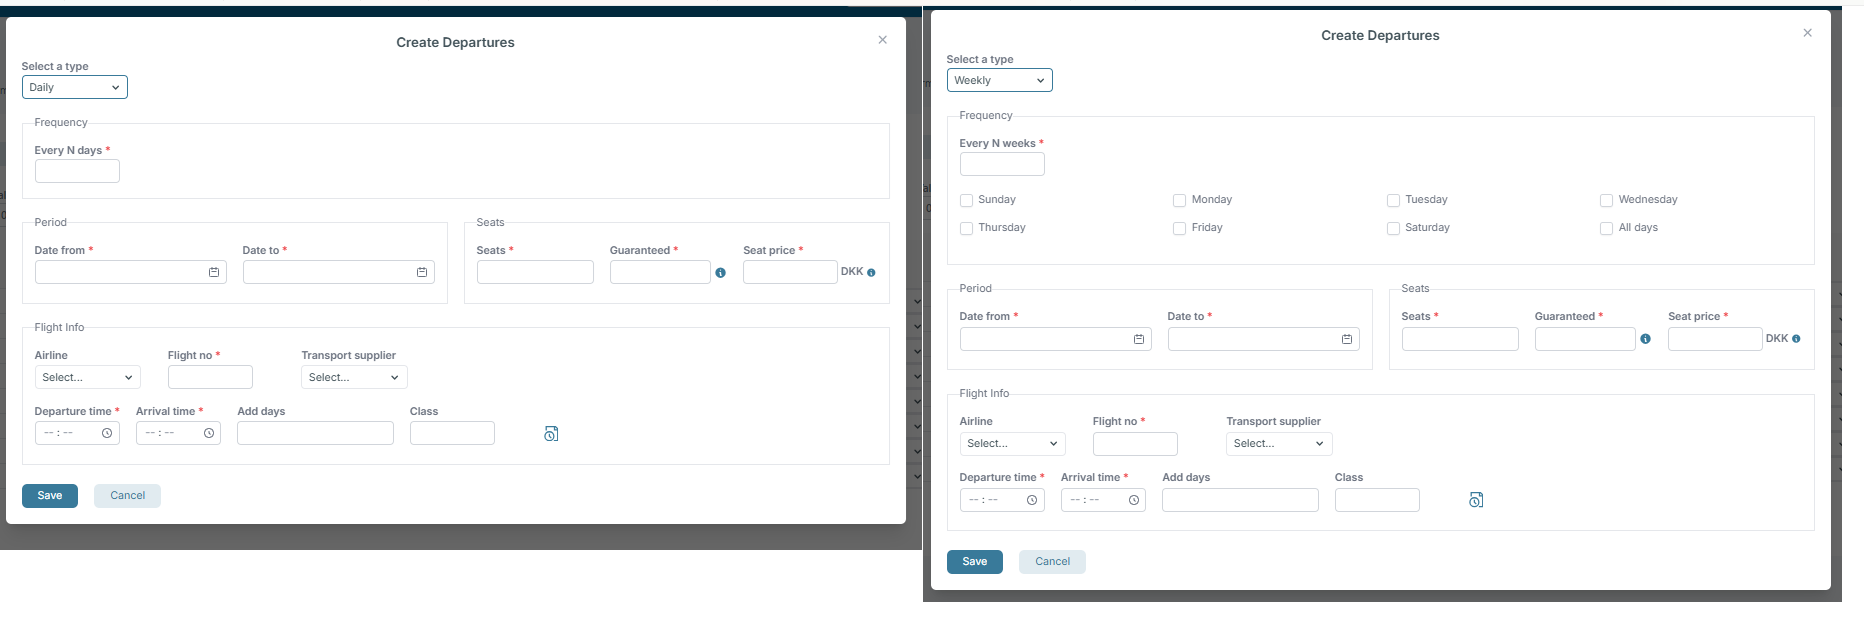 Create Departures
Select a type
Daily
Frequency
Every N days *
Period
Date from *
Date to *
Seats
Seats *
Guaranteed *
Seat price *
DKK
Flight Info
Airline
Flight no *
Transport supplier
Select...
Select...
Departure time *
Arrival time *
Add days
Class
-- : --
-- : --
Save
Cancel
Create Departures
Select a type
Weekly
Frequency
Every N weeks *
Sunday
Monday
Tuesday
Wednesday
Thursday
Friday
Saturday
All days
Period
Date from *
Date to *
Seats
Seats *
Guaranteed *
Seat price *
DKK
Flight Info
Airline
Flight no *
Transport supplier
Select...
Select...
Departure time *
Arrival time *
Add days
Class
-- : --
-- : --
Save
Cancel